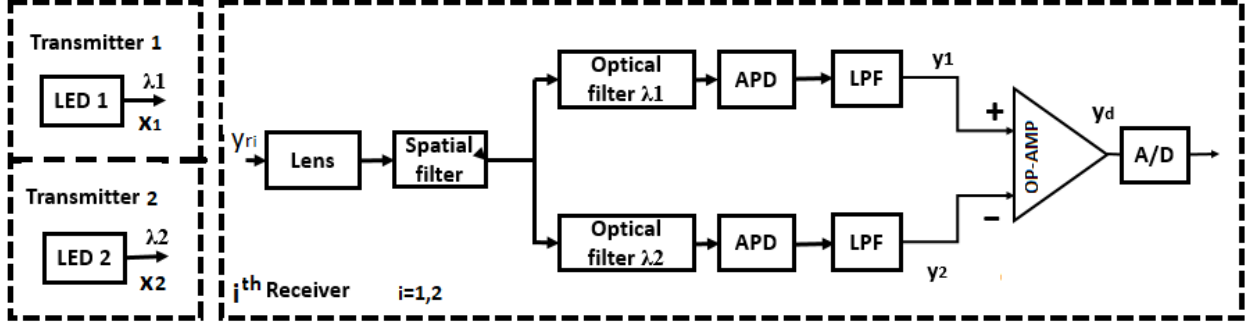 Transmitter 1
LED 1
λ1
x1
Transmitter 2
LED 2
λ2
x2
yri
Lens
Spatial
filter
Optical
filter λ1
APD
LPF
y1
Optical
filter λ2
APD
LPF
y2
+
−
OP-AMP
yd
A/D
ith Receiver
i=1,2